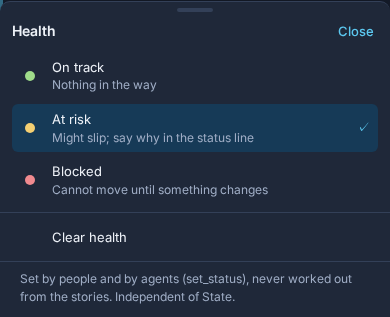 Health
Close
On track
Nothing in the way
At risk
Might slip; say why in the status line
✓
Blocked
Cannot move until something changes
Clear health
Set by people and by agents (set_status), never worked out
from the stories. Independent of State.